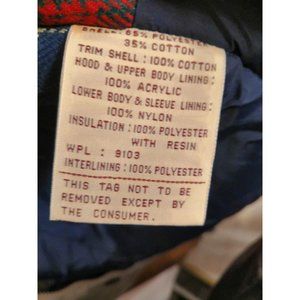 SHELL: 65% POLYESTER
35% COTTON
TRIM SHELL: 100% COTTON
HOOD & UPPER BODY LINING:
100% ACRYLIC
LOWER BODY & SLEEVE LINING:
100% NYLON
INSULATION: 100% POLYESTER
WITH RESIN
WPL : 9103
INTERLINING: 100% POLYESTER
THIS TAG NOT TO BE
REMOVED EXCEPT BY
THE CONSUMER.